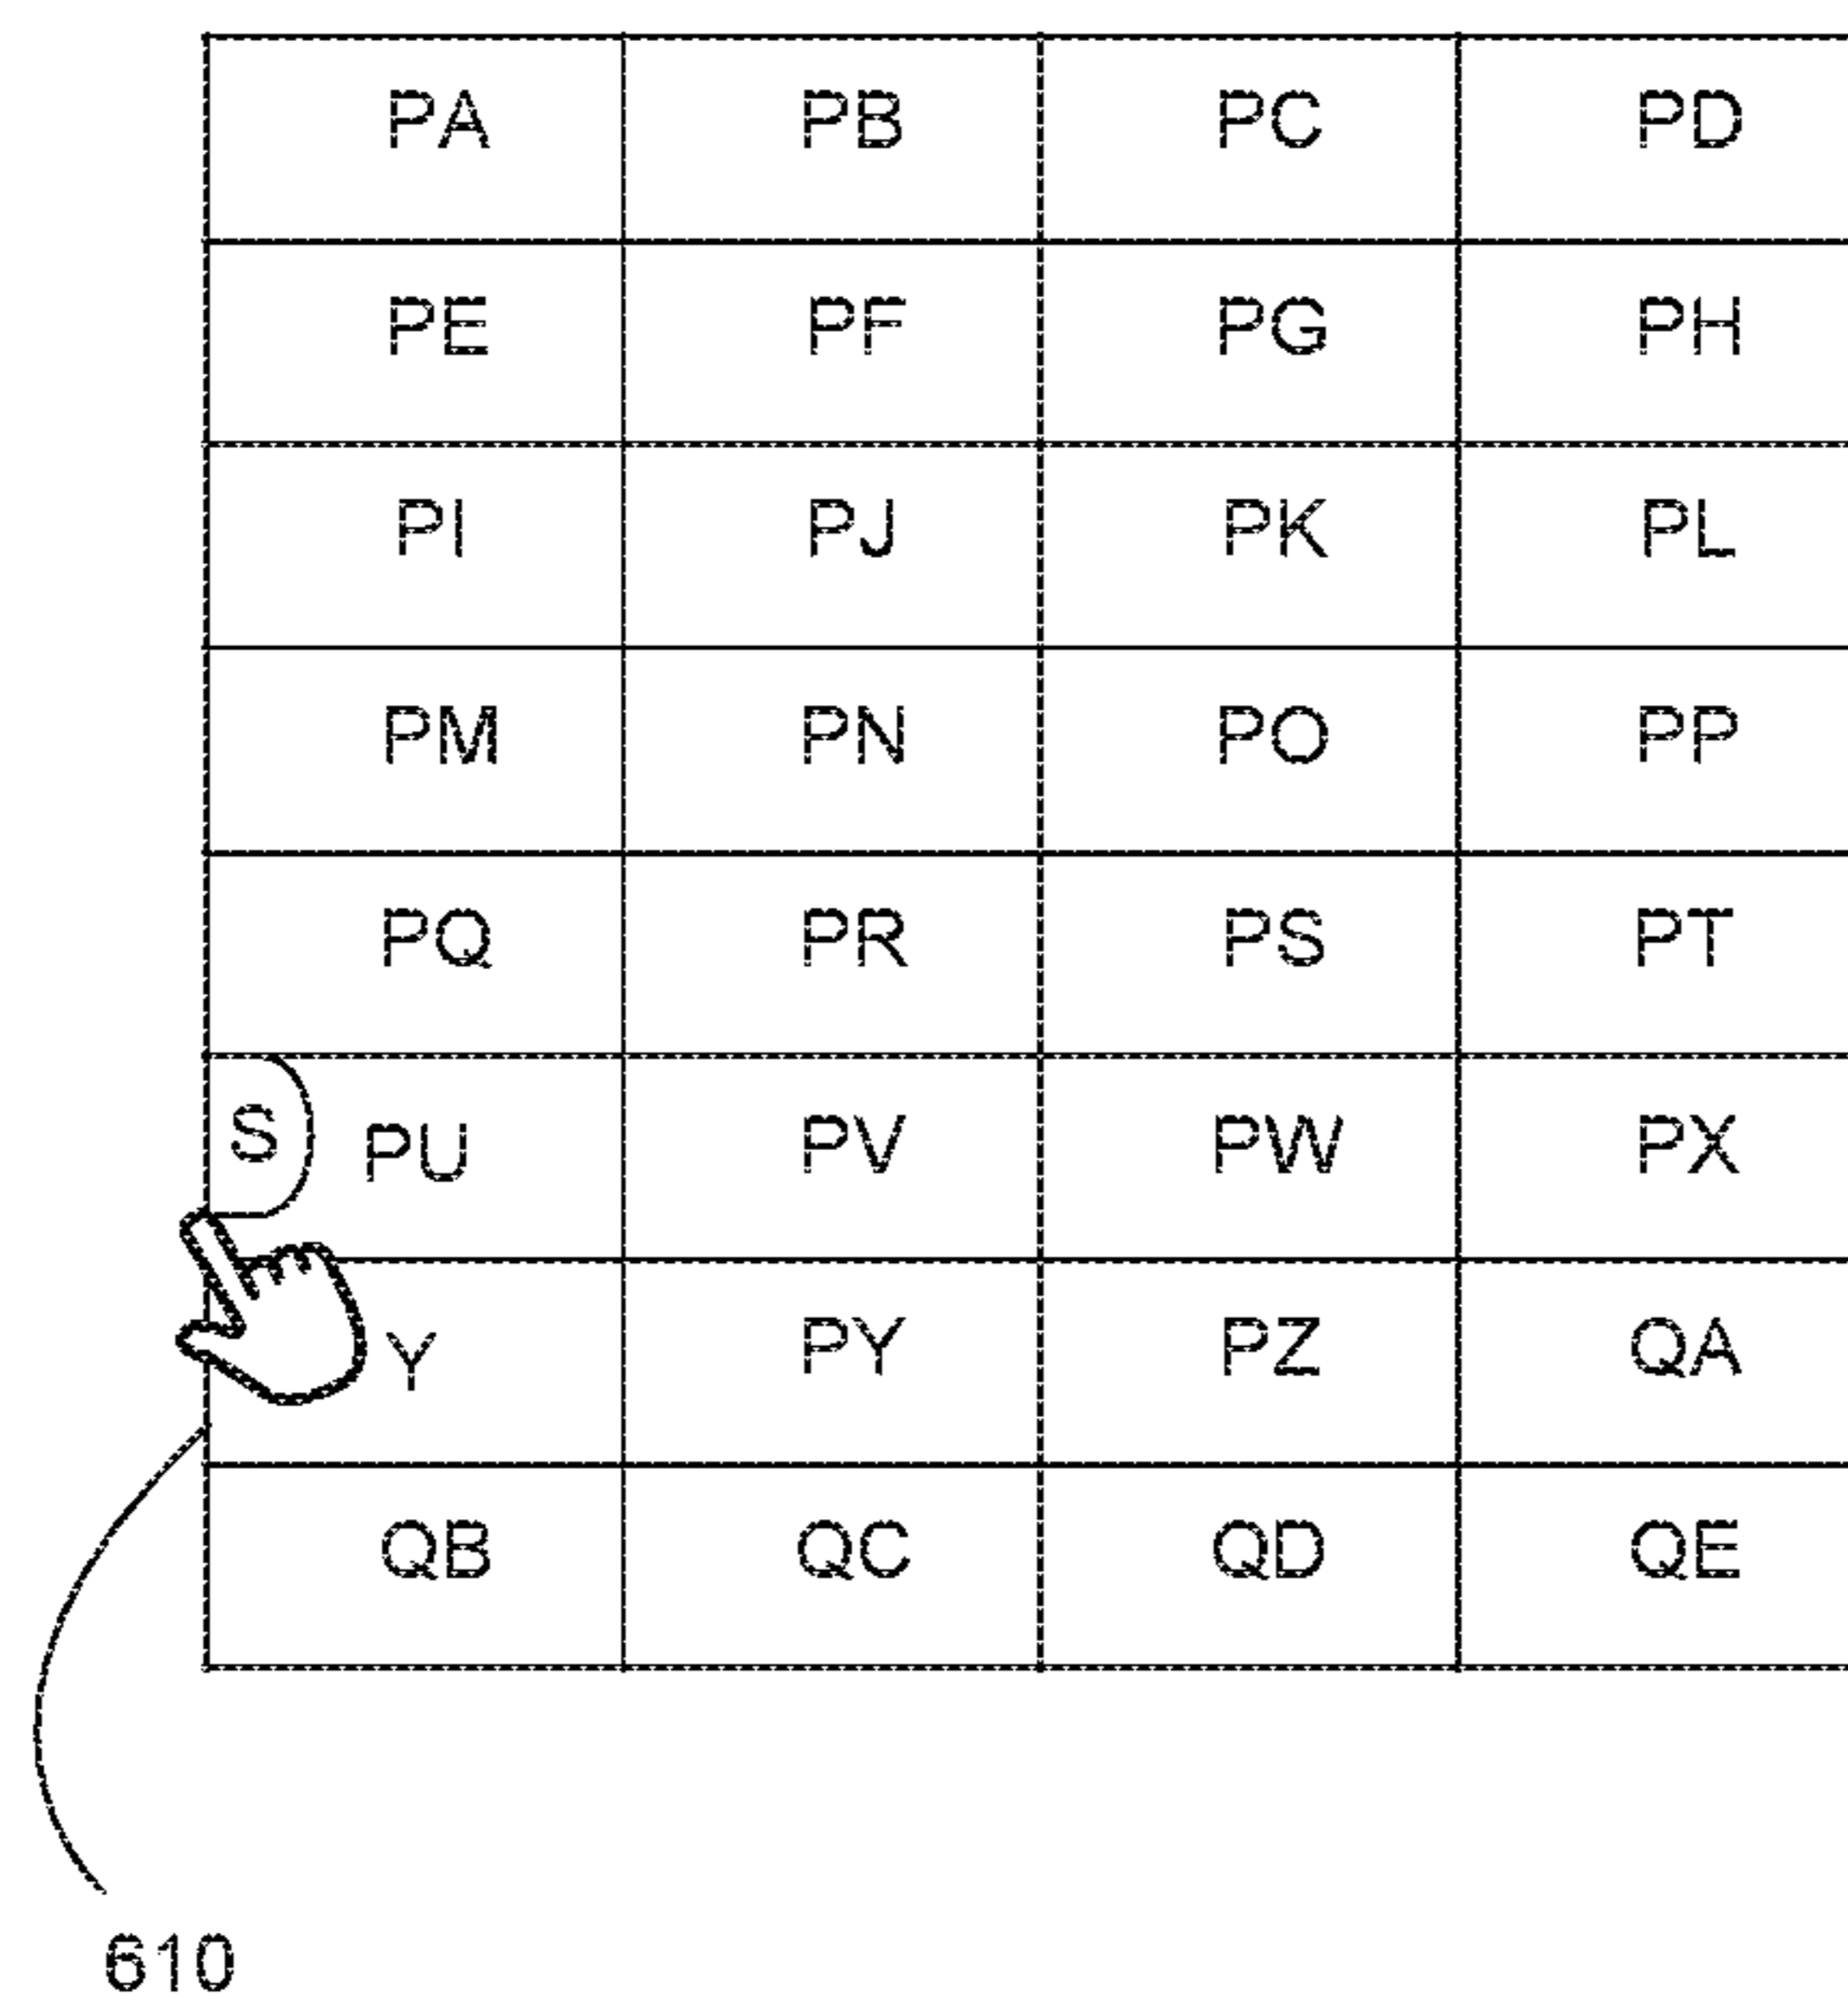 PA PB PC PD
PE PF PG PH
PI PJ PK PL
PM PN PO PP
PQ PR PS PT
S PU PV PW PX
Y PY PZ QA
QB QC QD QE
610